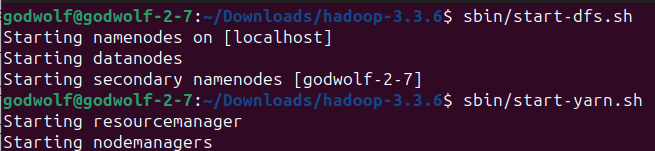 godwolf@godwolf-2-7:~/Downloads/hadoop-3.3.6$ sbin/start-dfs.sh
Starting namenodes on [localhost]
Starting datanodes
Starting secondary namenodes [godwolf-2-7]
godwolf@godwolf-2-7:~/Downloads/hadoop-3.3.6$ sbin/start-yarn.sh
Starting resourcemanager
Starting nodemanagers